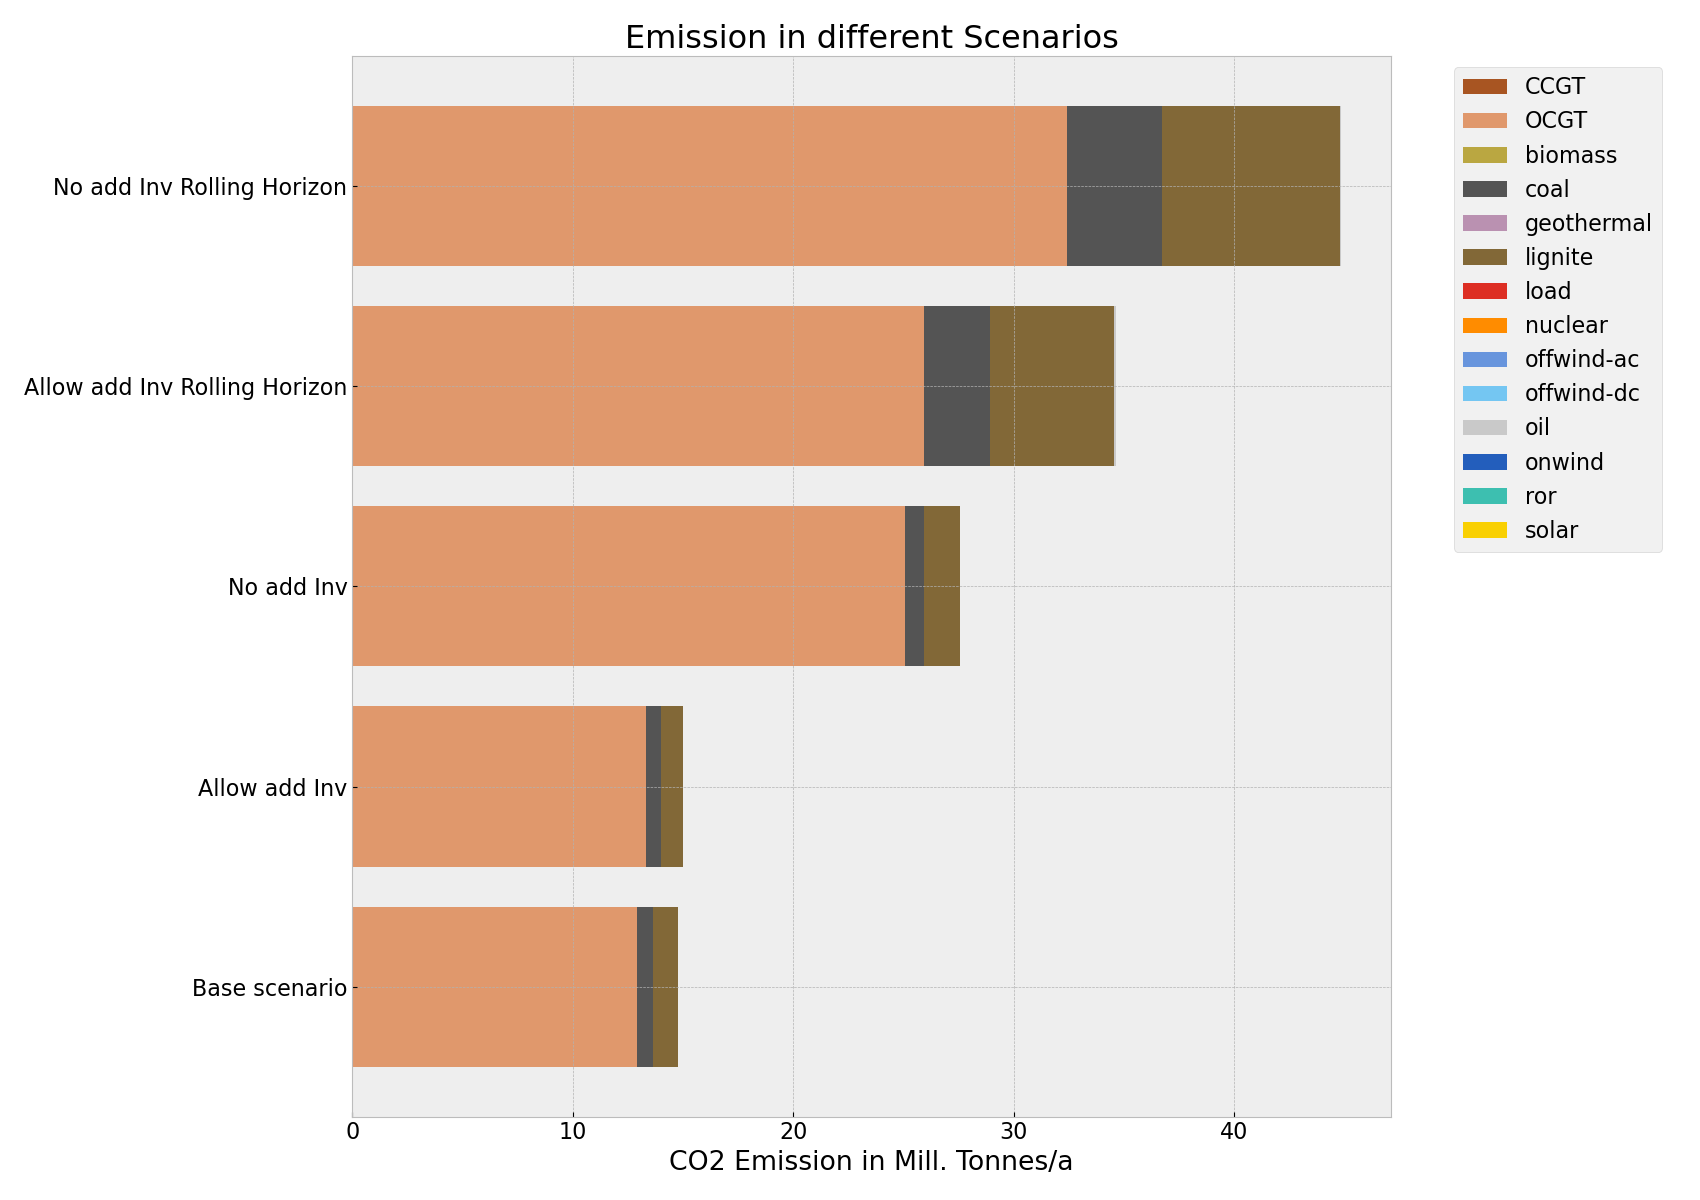 Emission in different Scenarios
No add Inv Rolling Horizon
Allow add Inv Rolling Horizon
No add Inv
Allow add Inv
Base scenario
0 10 20 30 40
CO2 Emission in Mill. Tonnes/a
CCGT
OCGT
biomass
coal
geothermal
lignite
load
nuclear
offwind-ac
offwind-dc
oil
onwind
ror
solar